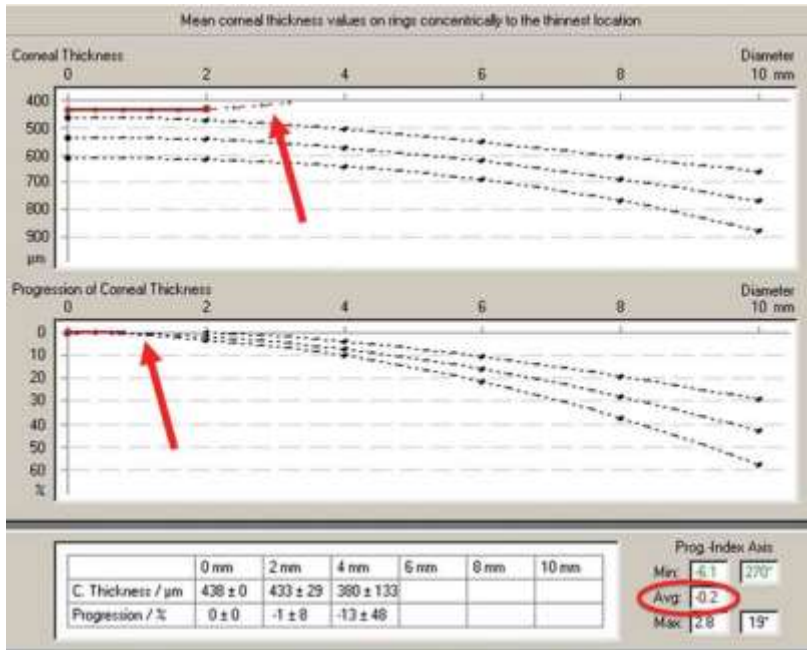 Mean corneal thickness values on rings concentrically to the thinnest location
Corneal Thickness Diameter
0 2 4 6 8 10 mm
400
500
600
700
800
900
µm
Progression of Corneal Thickness Diameter
0 2 4 6 8 10 mm
0
10
20
30
40
50
60
%
Prog.-Index Axis
0 mm 2 mm 4 mm 6 mm 8 mm 10 mm
Min: -6.1 270°
C. Thickness / µm 438 ± 0 433 ± 29 380 ± 133
Avg: -0.2
Progression / % 0 ± 0 -1 ± 8 -13 ± 48
Max: 2.8 19°